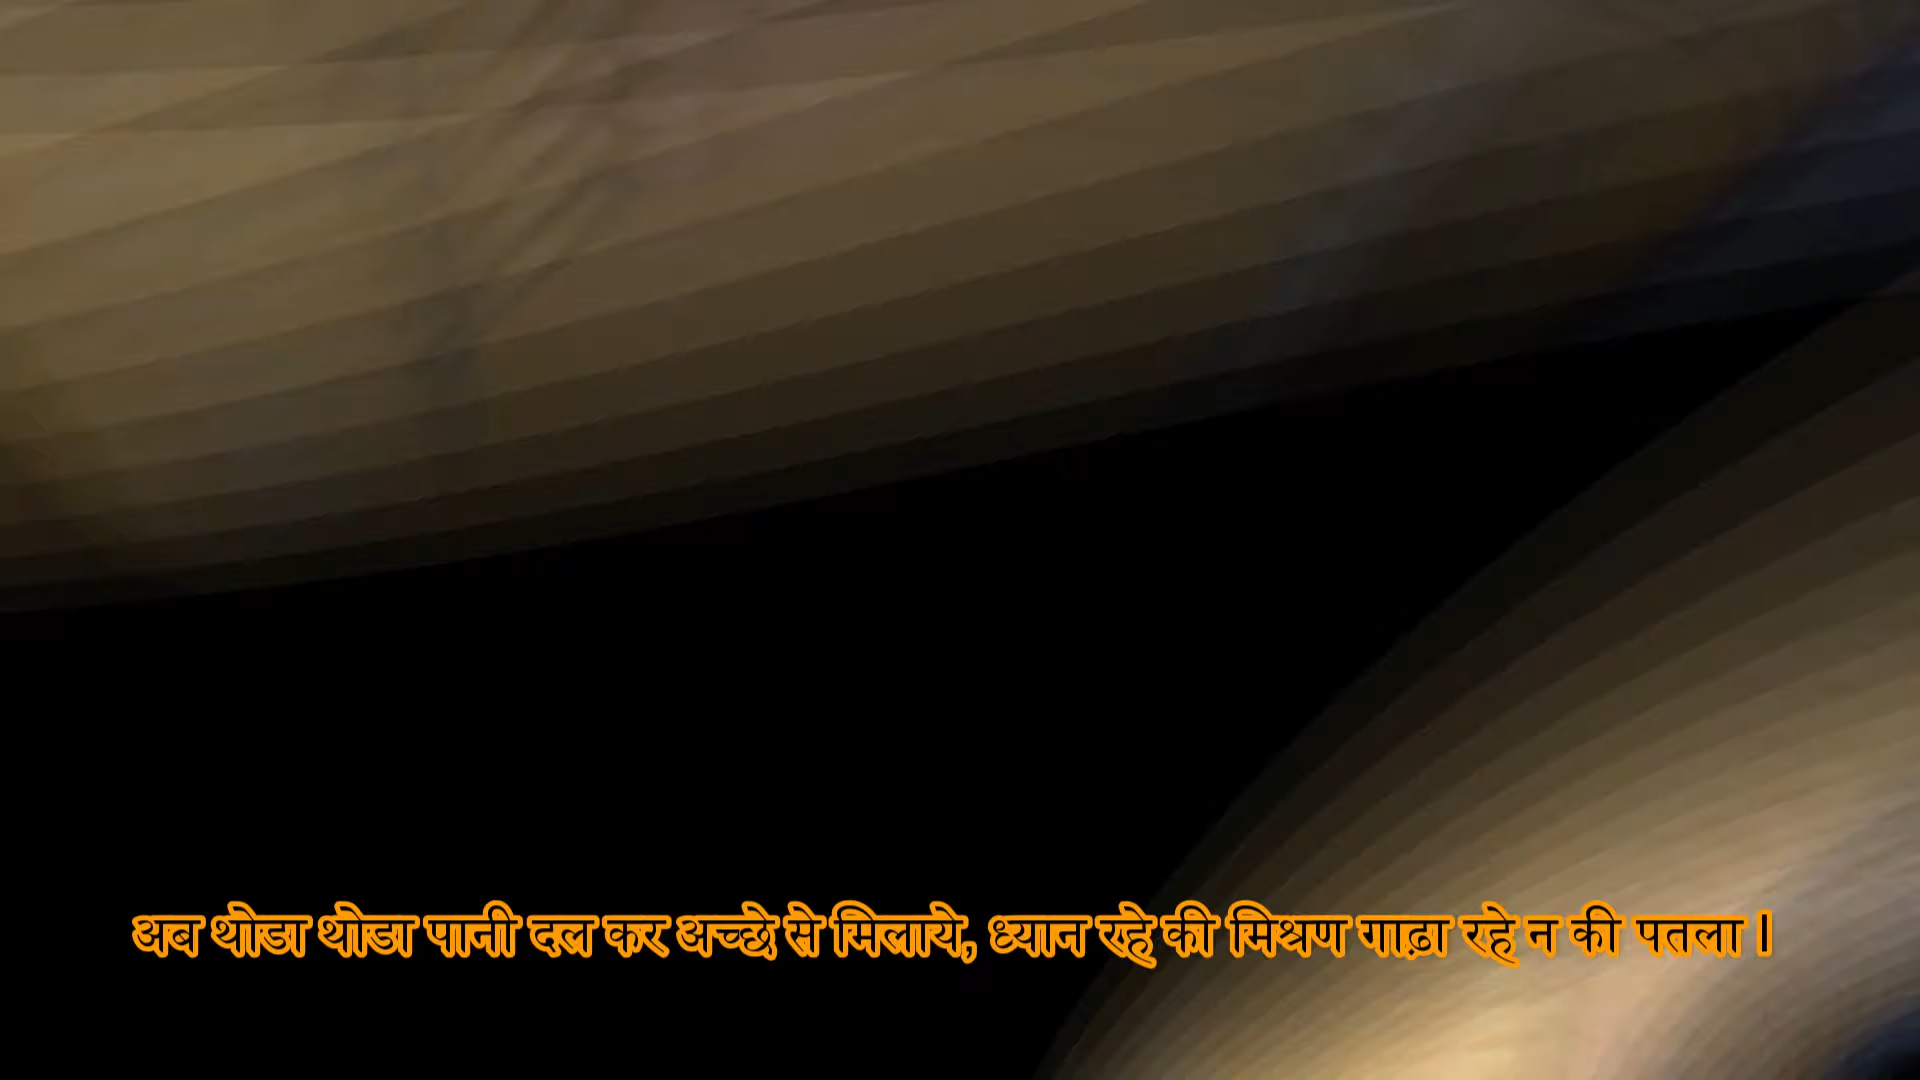 अब थोडा थोडा पानी दल कर अच्छे से मिलाये, ध्यान रहे की मिश्रण गाढ़ा रहे न की पतला |